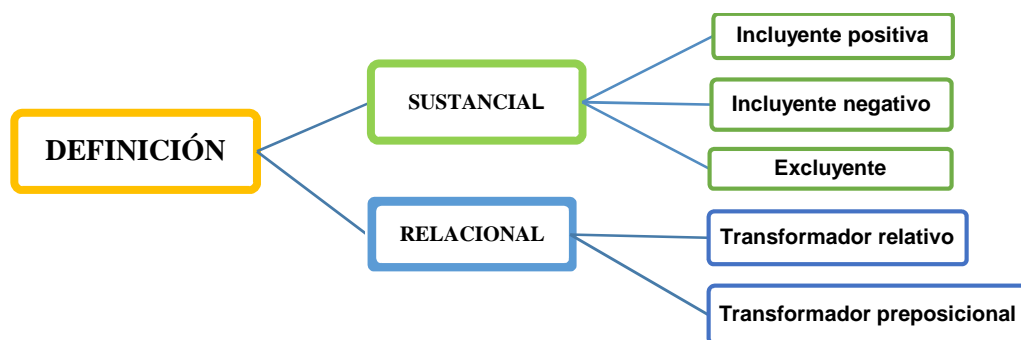 DEFINICIÓN
SUSTANCIAL
Incluyente positiva
Incluyente negativo
Excluyente
RELACIONAL
Transformador relativo
Transformador preposicional